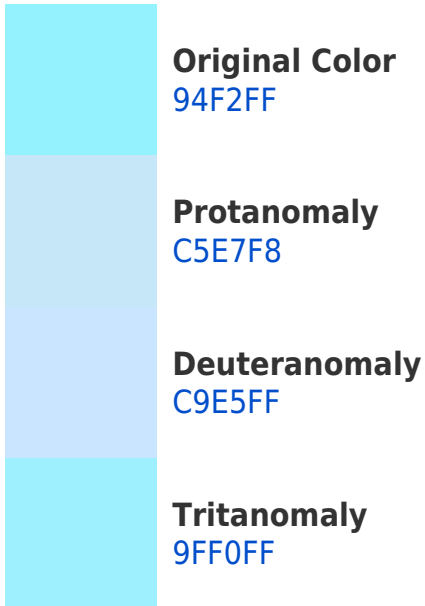 Original Color
94F2FF
Protanomaly
C5E7F8
Deuteranomaly
C9E5FF
Tritanomaly
9FF0FF